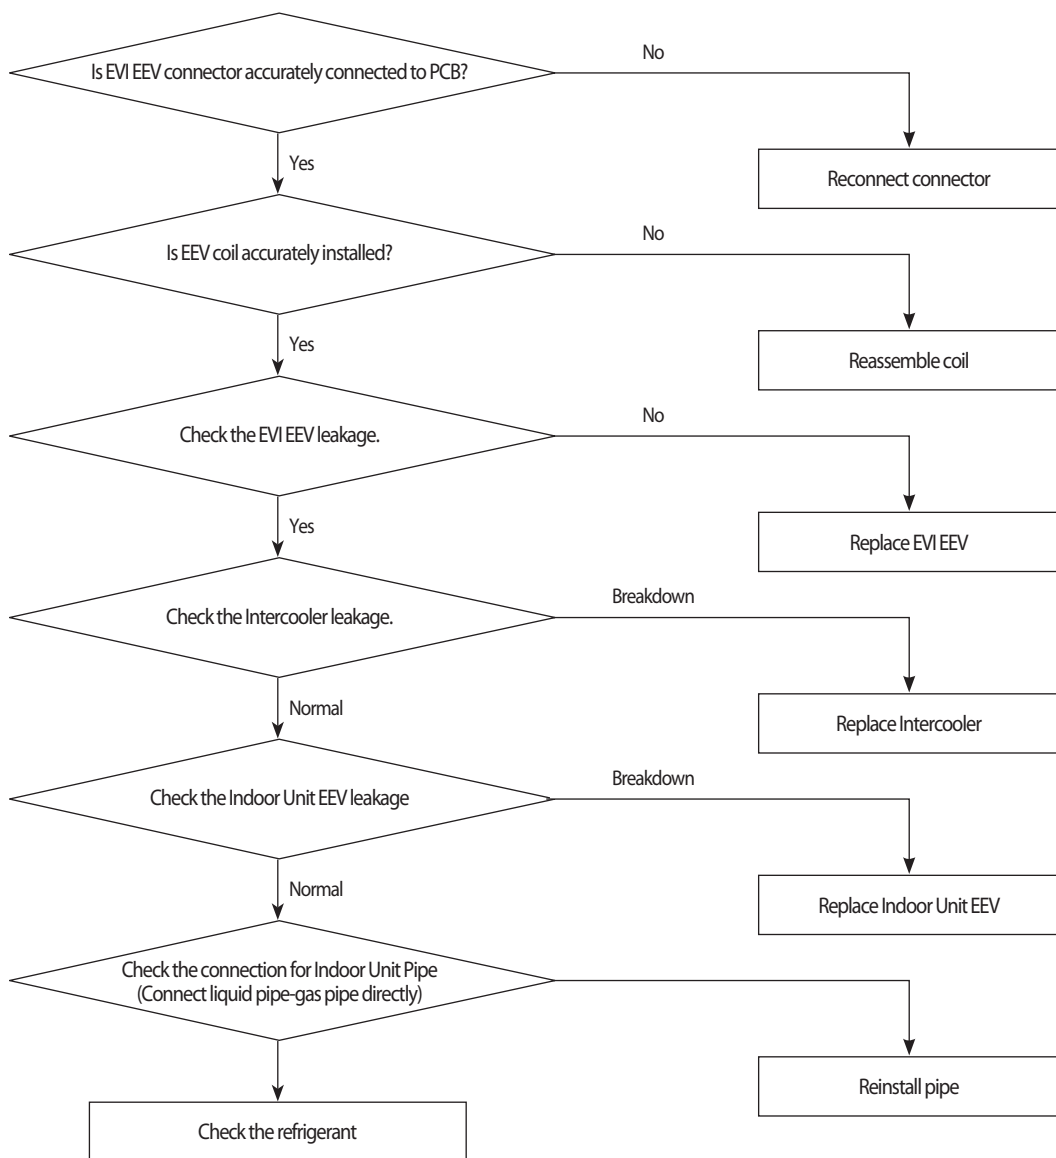 Is EVI EEV connector accurately connected to PCB?
No
Yes
Reconnect connector
Is EEV coil accurately installed?
No
Yes
Reassemble coil
Check the EVI EEV leakage.
No
Yes
Replace EVI EEV
Check the Intercooler leakage.
Breakdown
Normal
Replace Intercooler
Check the Indoor Unit EEV leakage
Breakdown
Normal
Replace Indoor Unit EEV
Check the connection for Indoor Unit Pipe
(Connect liquid pipe-gas pipe directly)
Reinstall pipe
Check the refrigerant